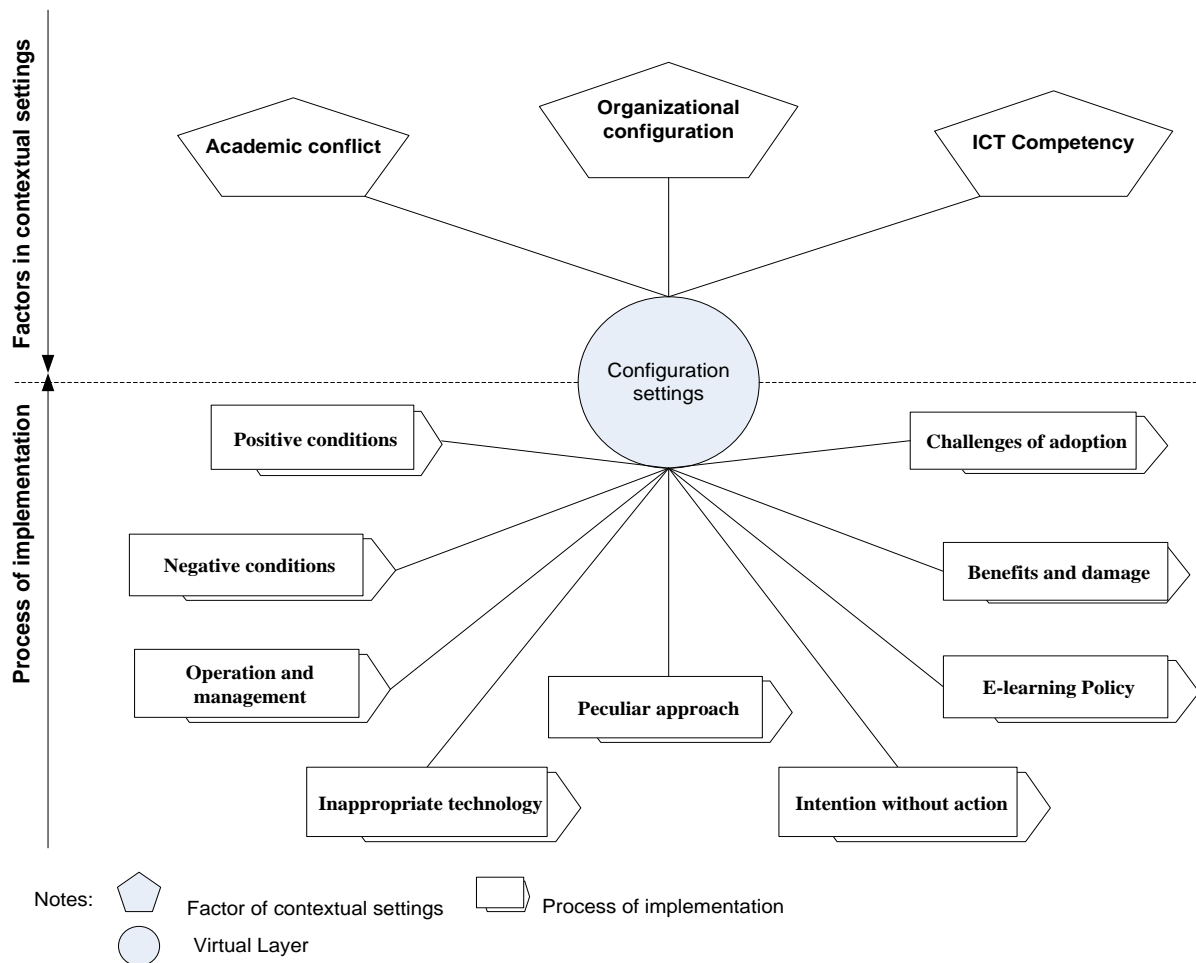 Factors in contextual settings
Academic conflict
Organizational
configuration
ICT Competency
Configuration
settings
Process of implementation
Positive conditions
Challenges of adoption
Negative conditions
Benefits and damage
Operation and
management
Peculiar approach
E-learning Policy
Inappropriate technology
Intention without action
Notes:
Factor of contextual settings
Process of implementation
Virtual Layer